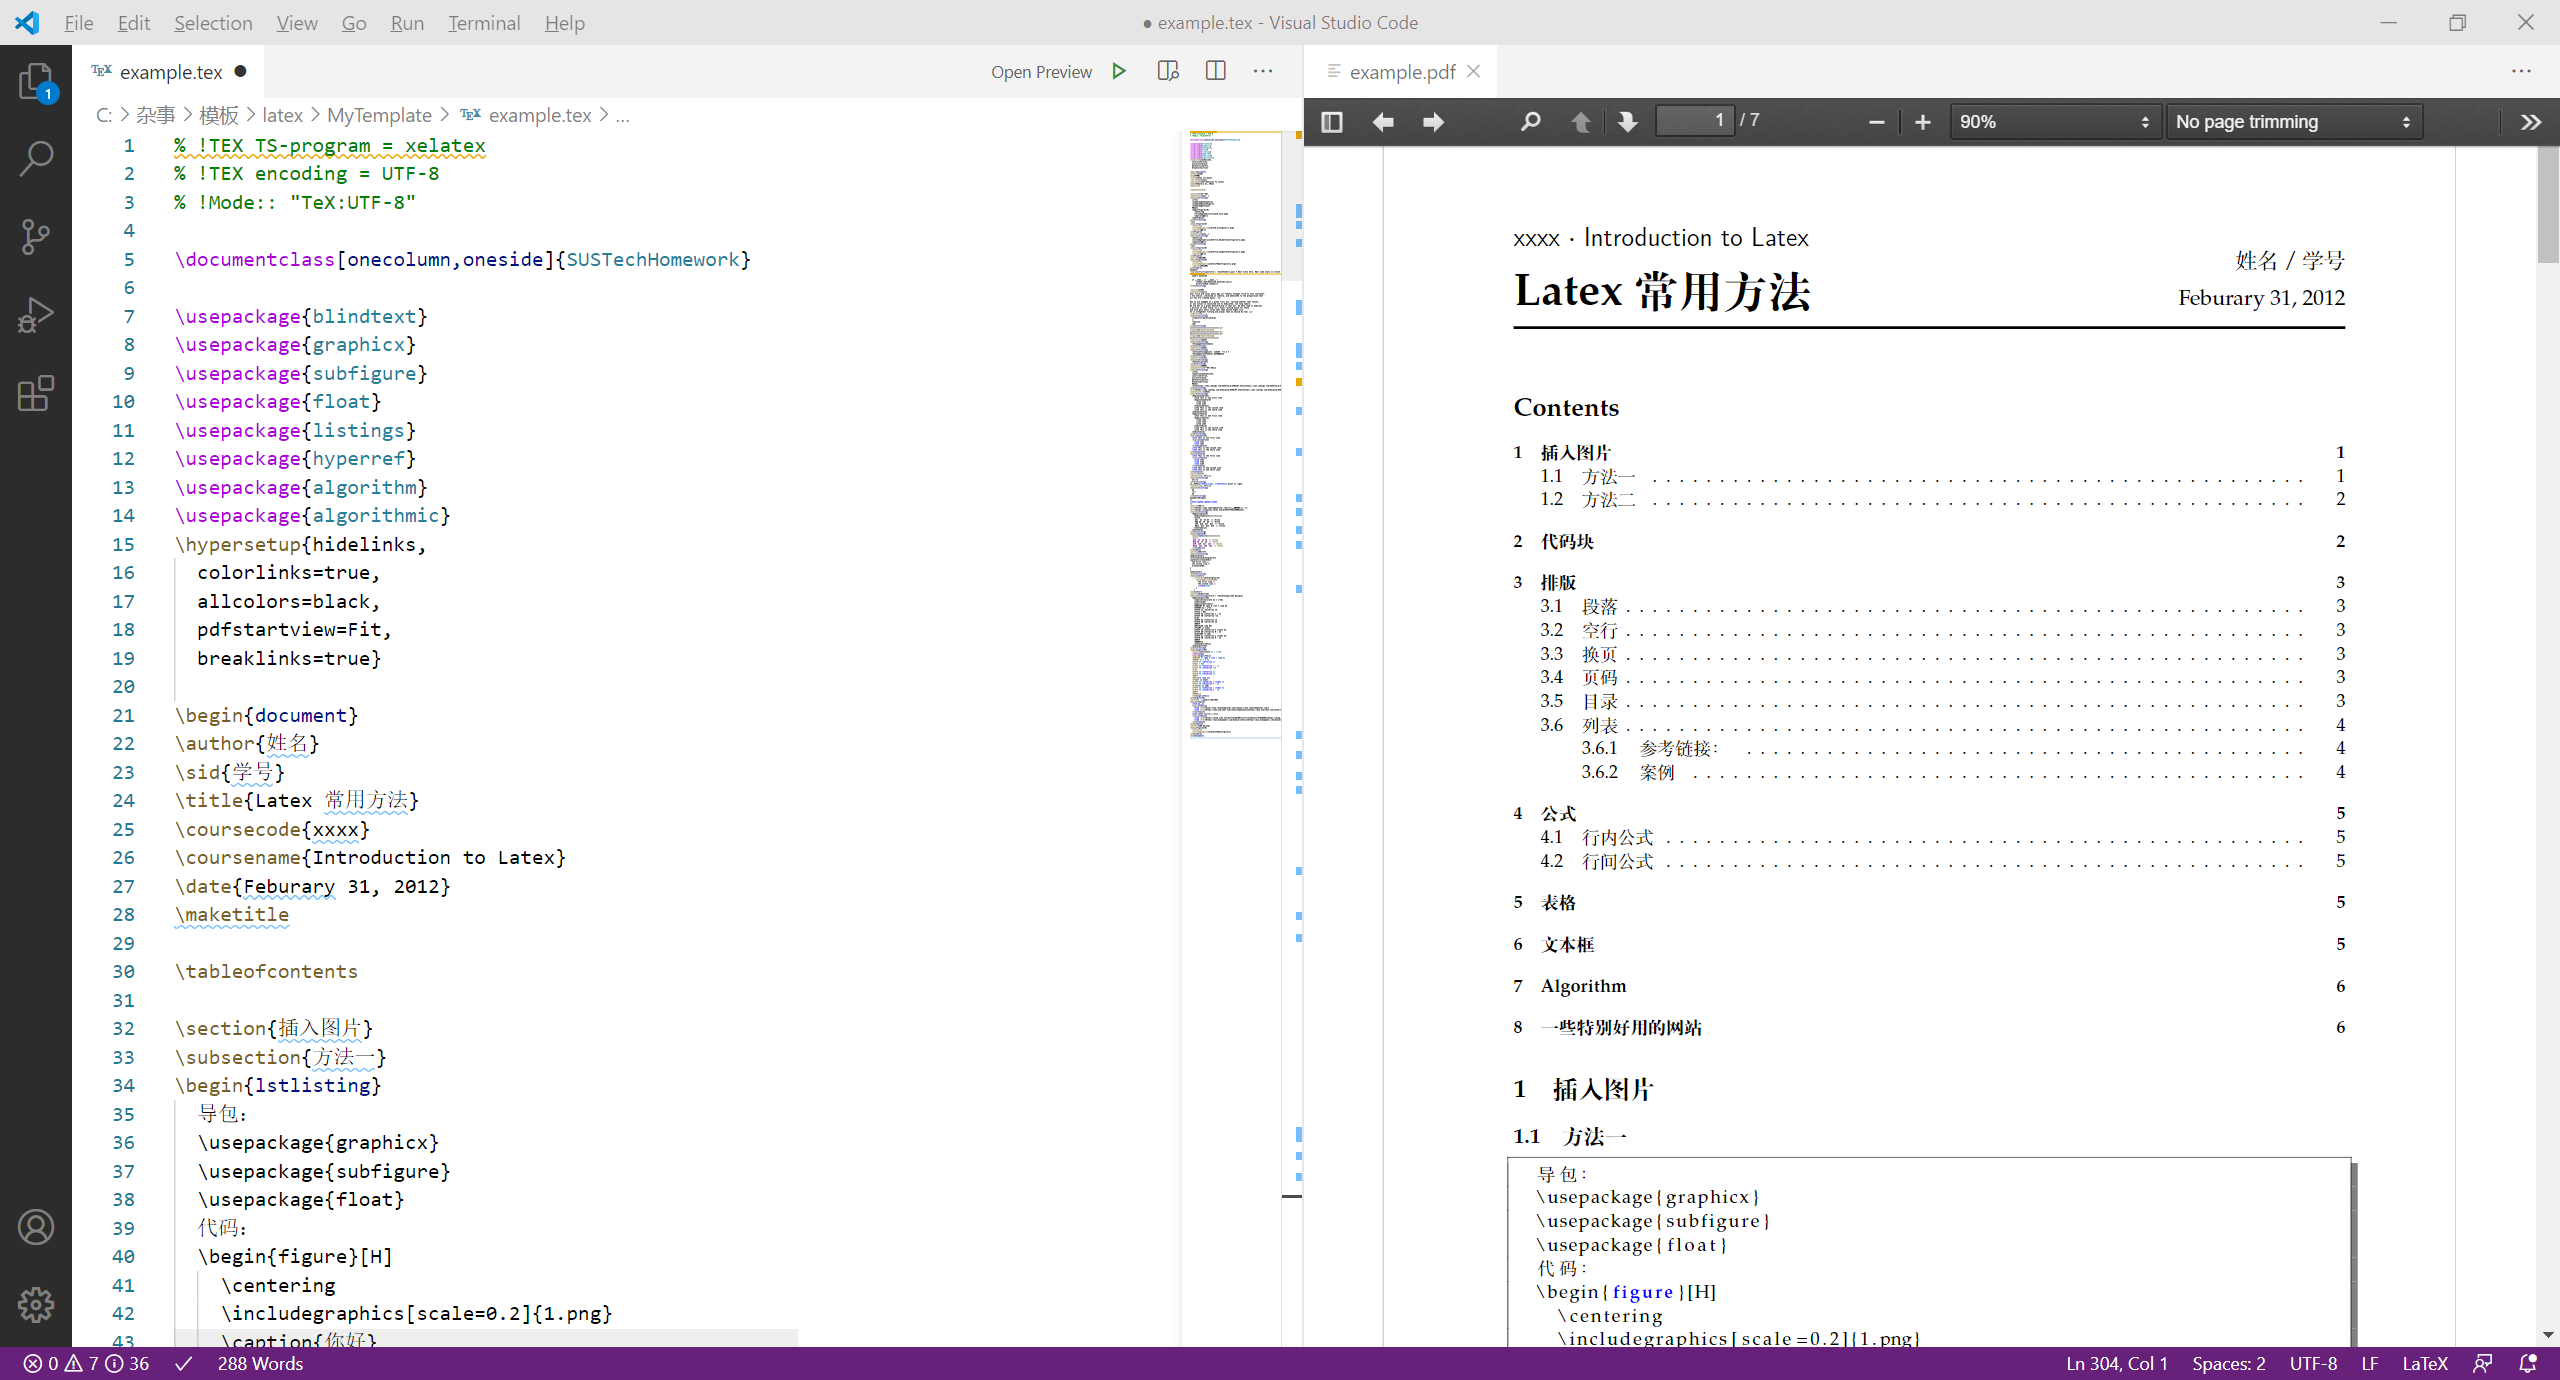 File Edit Selection View Go Run Terminal Help
● example.tex - Visual Studio Code
1
TEX example.tex ●
Open Preview
C: > 杂事 > 模板 > latex > MyTemplate > TEX example.tex > ...
1 % !TEX TS-program = xelatex
2 % !TEX encoding = UTF-8
3 % !Mode:: "TeX:UTF-8"
4
5 \documentclass[onecolumn,oneside]{SUSTechHomework}
6
7 \usepackage{blindtext}
8 \usepackage{graphicx}
9 \usepackage{subfigure}
10 \usepackage{float}
11 \usepackage{listings}
12 \usepackage{hyperref}
13 \usepackage{algorithm}
14 \usepackage{algorithmic}
15 \hypersetup{hidelinks,
16 colorlinks=true,
17 allcolors=black,
18 pdfstartview=Fit,
19 breaklinks=true}
20
21 \begin{document}
22 \author{姓名}
23 \sid{学号}
24 \title{Latex 常用方法}
25 \coursecode{xxxx}
26 \coursename{Introduction to Latex}
27 \date{Feburary 31, 2012}
28 \maketitle
29
30 \tableofcontents
31
32 \section{插入图片}
33 \subsection{方法一}
34 \begin{lstlisting}
35 导包:
36 \usepackage{graphicx}
37 \usepackage{subfigure}
38 \usepackage{float}
39 代码:
40 \begin{figure}[H]
41 \centering
42 \includegraphics[scale=0.2]{1.png}
43 \caption{你好}
example.pdf
1 / 7
90%
No page trimming
xxxx · Introduction to Latex
Latex 常用方法
姓名 / 学号
Feburary 31, 2012
Contents
1 插入图片 1
1.1 方法一 1
1.2 方法二 2
2 代码块 2
3 排版 3
3.1 段落 3
3.2 空行 3
3.3 换页 3
3.4 页码 3
3.5 目录 3
3.6 列表 4
3.6.1 参考链接: 4
3.6.2 案例 4
4 公式 5
4.1 行内公式 5
4.2 行间公式 5
5 表格 5
6 文本框 5
7 Algorithm 6
8 一些特别好用的网站 6
1 插入图片
1.1 方法一
导包:
\usepackage{graphicx}
\usepackage{subfigure}
\usepackage{float}
代码:
\begin{figure}[H]
\centering
\includegraphics[scale=0.2]{1.png}
0 7 36 288 Words
Ln 304, Col 1 Spaces: 2 UTF-8 LF LaTeX